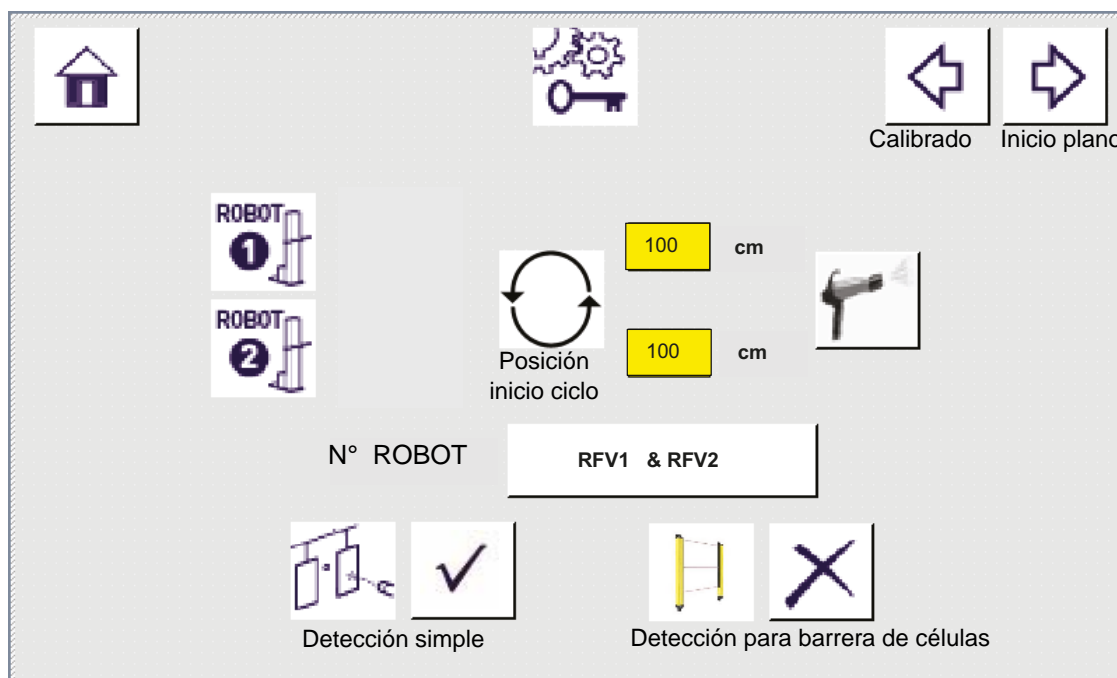 Calibrado
Inicio plano
ROBOT
1
100 cm
ROBOT
2
100 cm
Posición
inicio ciclo
N° ROBOT
RFV1 & RFV2
Detección simple
Detección para barrera de células